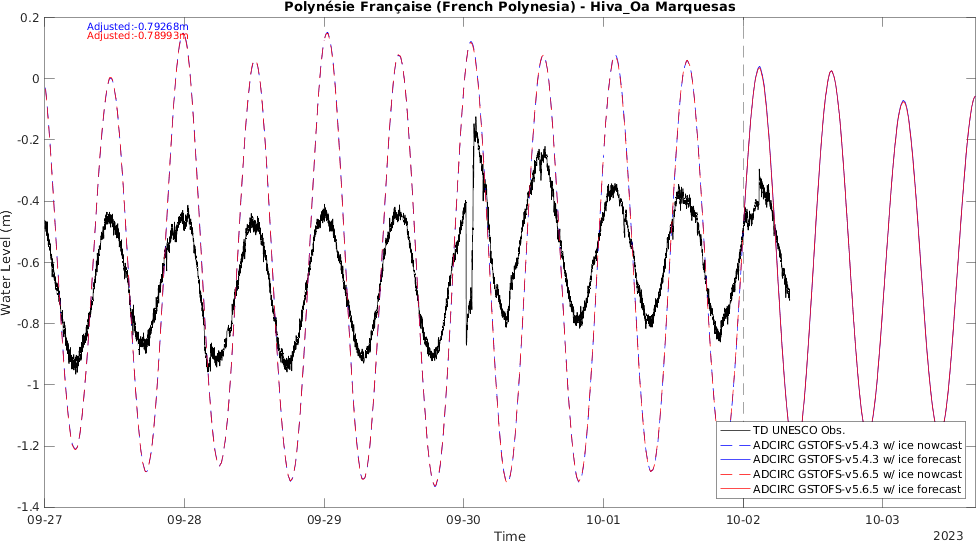 Polynésie Française (French Polynesia) - Hiva_Oa Marquesas
Adjusted:-0.79268m
Adjusted:-0.78993m
0.2
0
-0.2
-0.4
-0.6
-0.8
-1
-1.2
-1.4
Water Level (m)
TD UNESCO Obs.
ADCIRC GSTOFS-v5.4.3 w/ ice nowcast
ADCIRC GSTOFS-v5.4.3 w/ ice forecast
ADCIRC GSTOFS-v5.6.5 w/ ice nowcast
ADCIRC GSTOFS-v5.6.5 w/ ice forecast
09-27 09-28 09-29 09-30 10-01 10-02 10-03
Time
2023